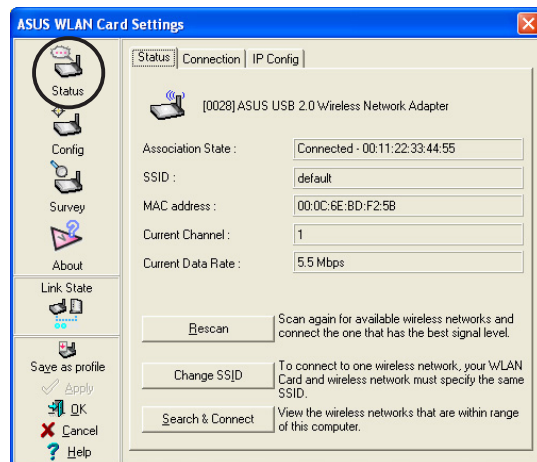 ASUS WLAN Card Settings
Status
Config
Survey
About
Link State
Save as profile
Apply
OK
Cancel
Help
Status Connection IP Config
[0028] ASUS USB 2.0 Wireless Network Adapter
Association State : Connected - 00:11:22:33:44:55
SSID : default
MAC address : 00:0C:6E:BD:F2:5B
Current Channel : 1
Current Data Rate : 5.5 Mbps
Rescan
Scan again for available wireless networks and
connect the one that has the best signal level.
Change SSID
To connect to one wireless network, your WLAN
Card and wireless network must specify the same
SSID.
Search & Connect
View the wireless networks that are within range
of this computer.